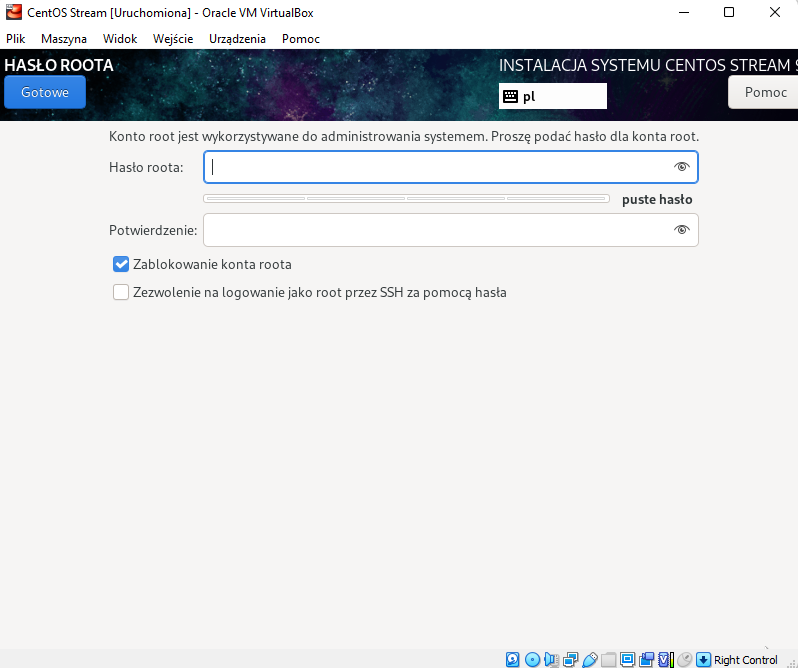 CentOS Stream [Uruchomiona] - Oracle VM VirtualBox
Plik Maszyna Widok Wejście Urządzenia Pomoc
HASŁO ROOTA
INSTALACJA SYSTEMU CENTOS STREAM 9
Gotowe
pl
Pomoc
Konto root jest wykorzystywane do administrowania systemem. Proszę podać hasło dla konta root.
Hasło roota:
puste hasło
Potwierdzenie:
Zablokowanie konta roota
Zezwolenie na logowanie jako root przez SSH za pomocą hasła
Right Control